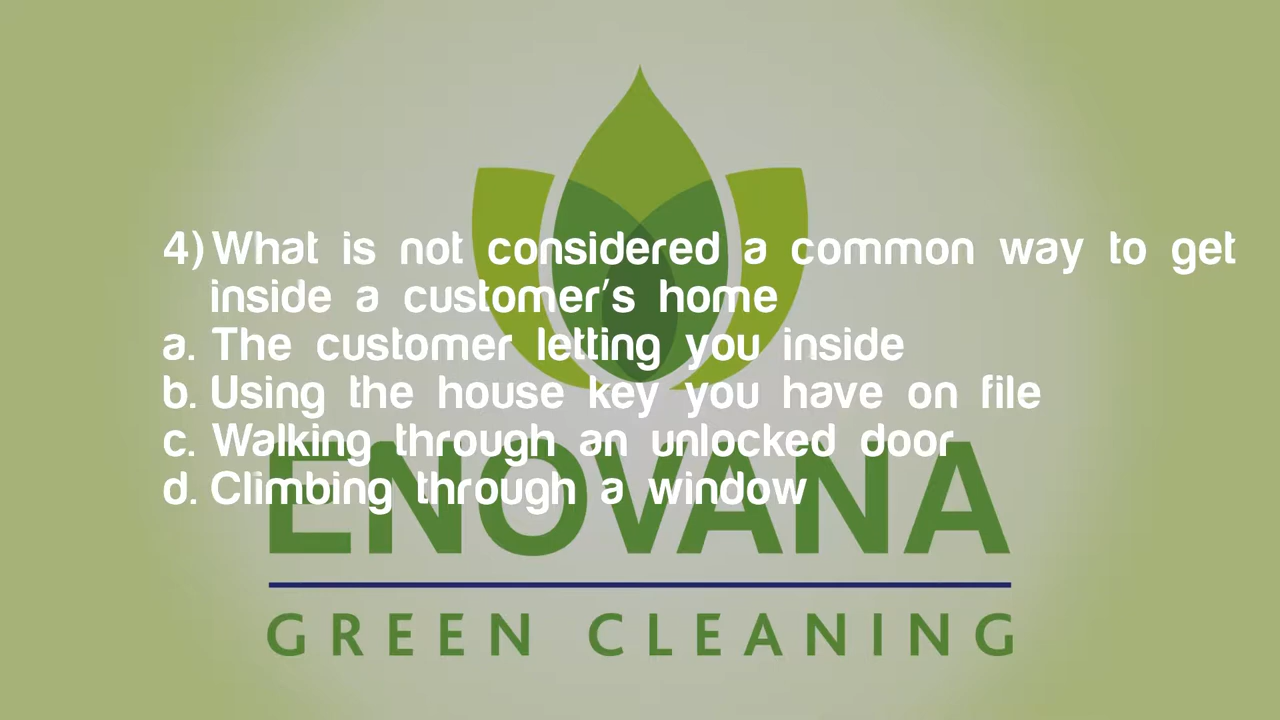 4) What is not considered a common way to get
inside a customer's home
a. The customer letting you inside
b. Using the house key you have on file
c. Walking through an unlocked door
d. Climbing through a window
ENOVANA
GREEN CLEANING